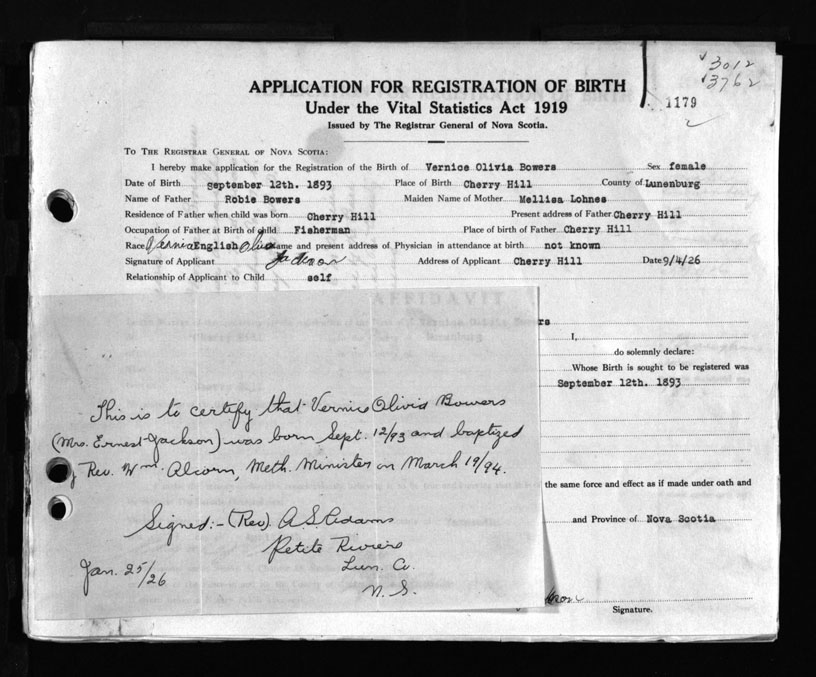 3012
3762
1179
APPLICATION FOR REGISTRATION OF BIRTH
Under the Vital Statistics Act 1919
Issued by The Registrar General of Nova Scotia.
To The Registrar General of Nova Scotia:
I hereby make application for the Registration of the Birth of Vernice Olivia Bowers Sex female
Date of Birth september 12th. 1893 Place of Birth Cherry Hill County of Lunenburg
Name of Father Robie Bowers Maiden Name of Mother Mellisa Lohnes
Residence of Father when child was born Cherry Hill Present address of Father Cherry Hill
Occupation of Father at Birth of child Fisherman Place of birth of Father Cherry Hill
Race English Name and present address of Physician in attendance at birth not known
Signature of Applicant Jackson Address of Applicant Cherry Hill Date 9/4/26
Relationship of Applicant to Child self
AFFIDAVIT
rs
I,
do solemnly declare:
Whose Birth is sought to be registered was
September 12th. 1893
This is to certify that Vernice Olivia Bowers
(Mrs. Ernest Jackson) was born Sept. 12/93 and baptized
Rev. Wm. Alcorn, Meth. Minister on March 19/94.
the same force and effect as if made under oath and
and Province of Nova Scotia
Signed:- (Rev) A S Adams
Petite Riviere
Lun. Co.
N. S.
Jan. 25/26
Signature.